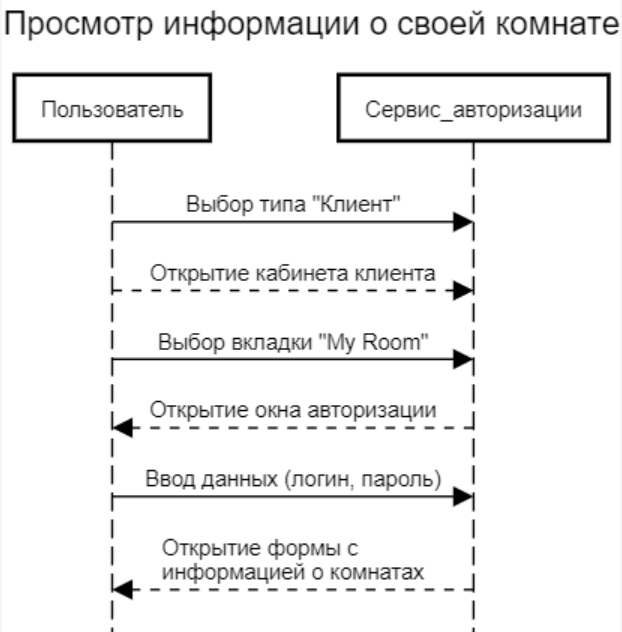 Просмотр информации о своей комнате
Пользователь
Сервис_авторизации
Выбор типа "Клиент"
Открытие кабинета клиента
Выбор вкладки "My Room"
Открытие окна авторизации
Ввод данных (логин, пароль)
Открытие формы с
информацией о комнатах